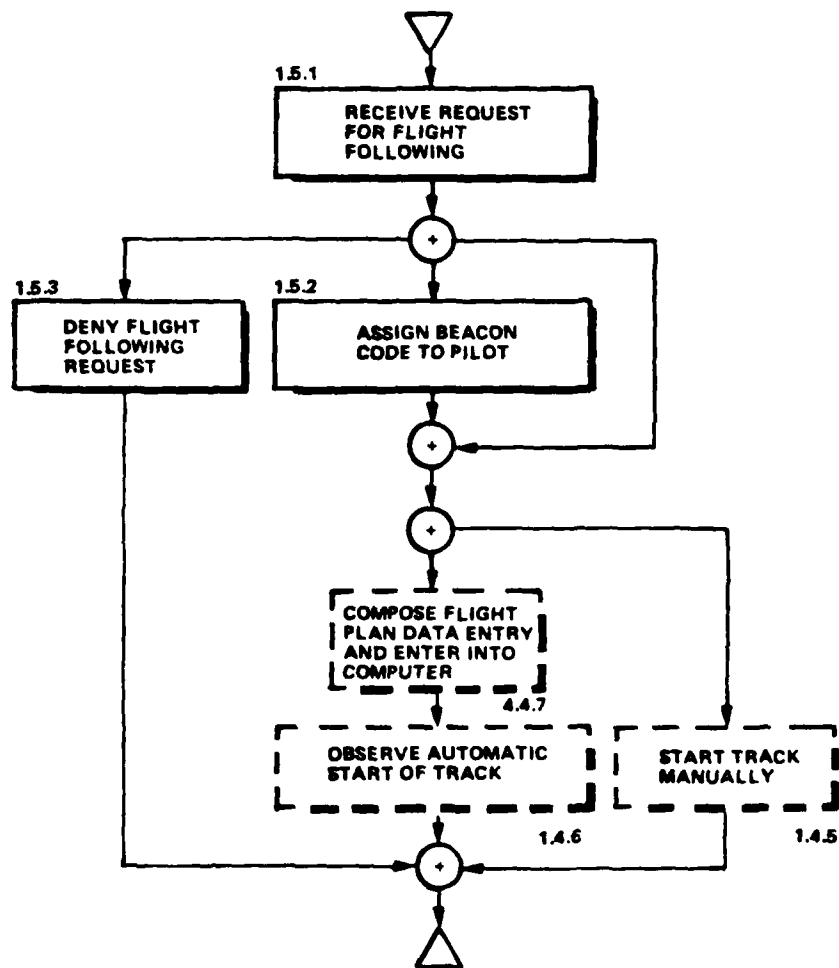 1.5.1
RECEIVE REQUEST
FOR FLIGHT
FOLLOWING
+
1.5.3
DENY FLIGHT
FOLLOWING
REQUEST
1.5.2
ASSIGN BEACON
CODE TO PILOT
+
+
COMPOSE FLIGHT
PLAN DATA ENTRY
AND ENTER INTO
COMPUTER
4.4.7
OBSERVE AUTOMATIC
START OF TRACK
1.4.6
START TRACK
MANUALLY
1.4.5
+